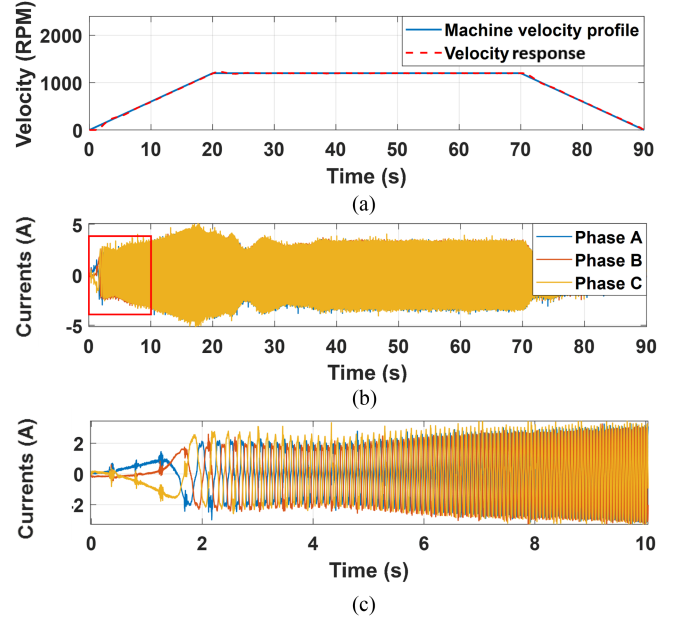 Velocity (RPM)
2000
1000
0
Machine velocity profile
Velocity response
0 10 20 30 40 50 60 70 80 90
Time (s)
(a)
Currents (A)
5
0
-5
Phase A
Phase B
Phase C
0 10 20 30 40 50 60 70 80 90
Time (s)
(b)
Currents (A)
2
0
-2
0 2 4 6 8 10
Time (s)
(c)